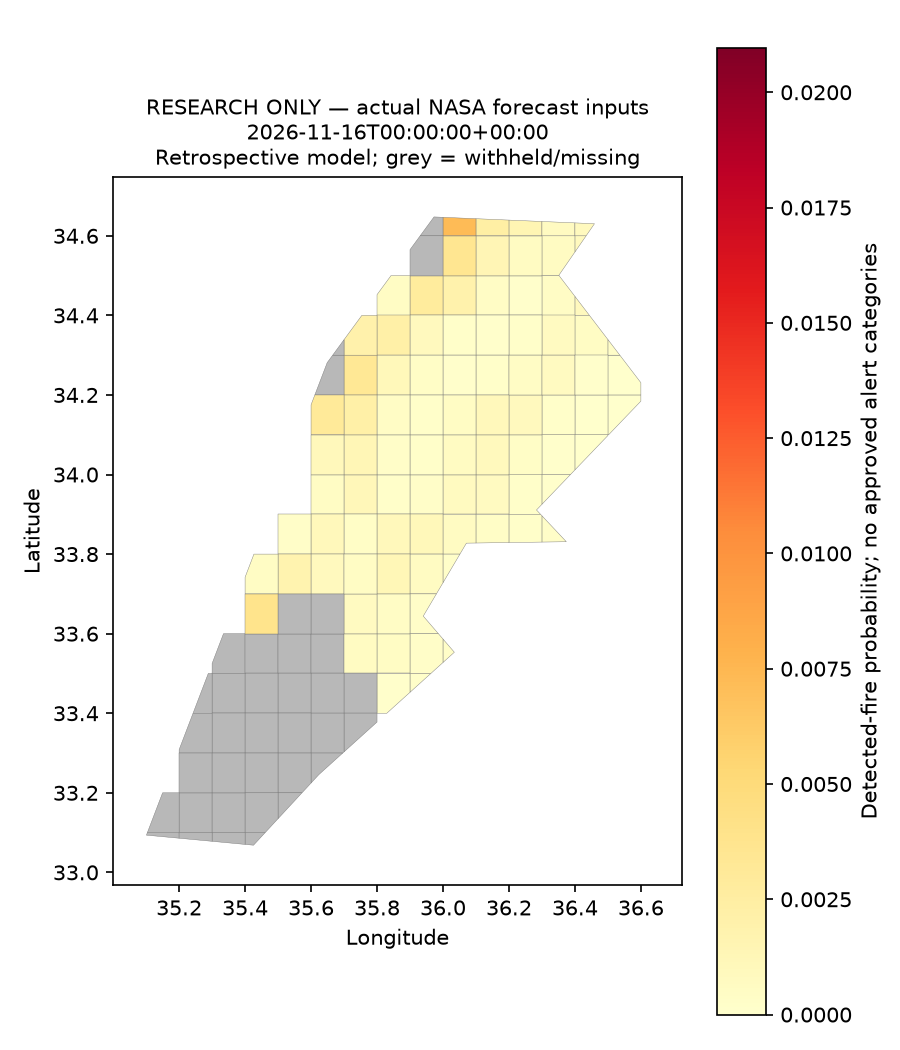 RESEARCH ONLY — actual NASA forecast inputs
2026-11-16T00:00:00+00:00
Retrospective model; grey = withheld/missing
34.6
34.4
34.2
34.0
33.8
33.6
33.4
33.2
33.0
Latitude
35.2 35.4 35.6 35.8 36.0 36.2 36.4 36.6
Longitude
0.0200
0.0175
0.0150
0.0125
0.0100
0.0075
0.0050
0.0025
0.0000
Detected-fire probability; no approved alert categories